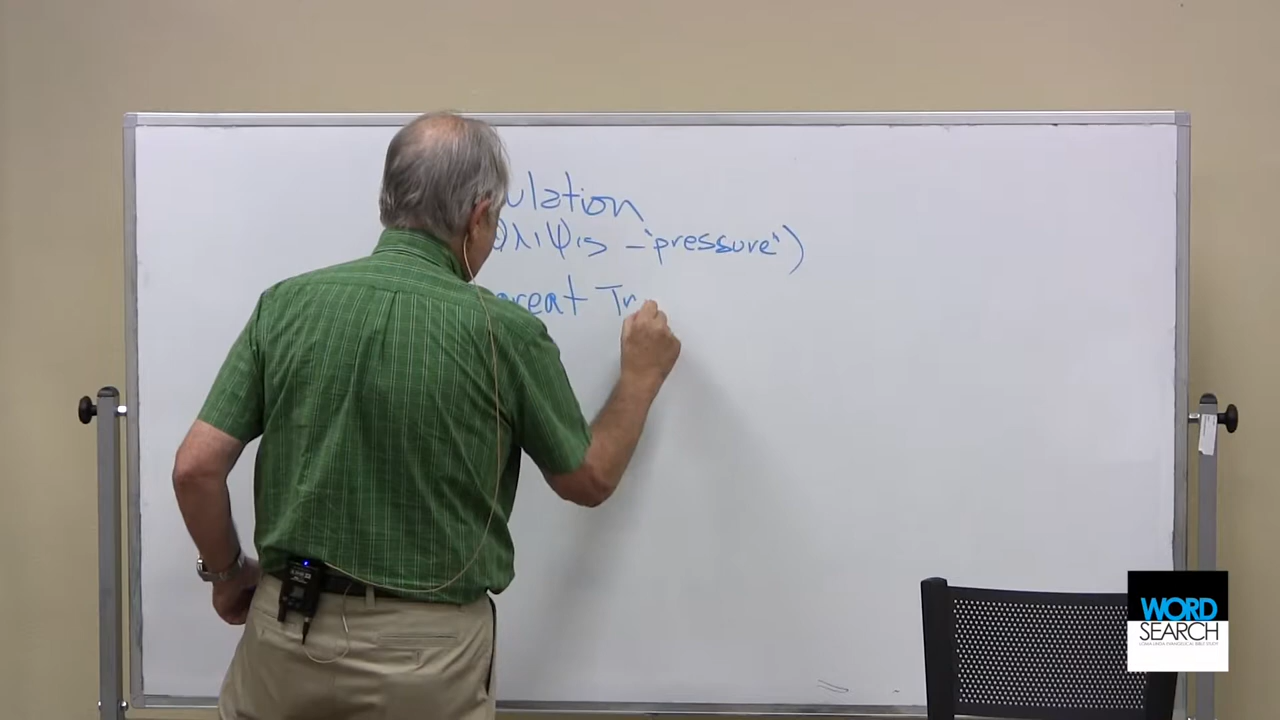 ulation
θλιψις – 'pressure')
great Tr
WORD
SEARCH